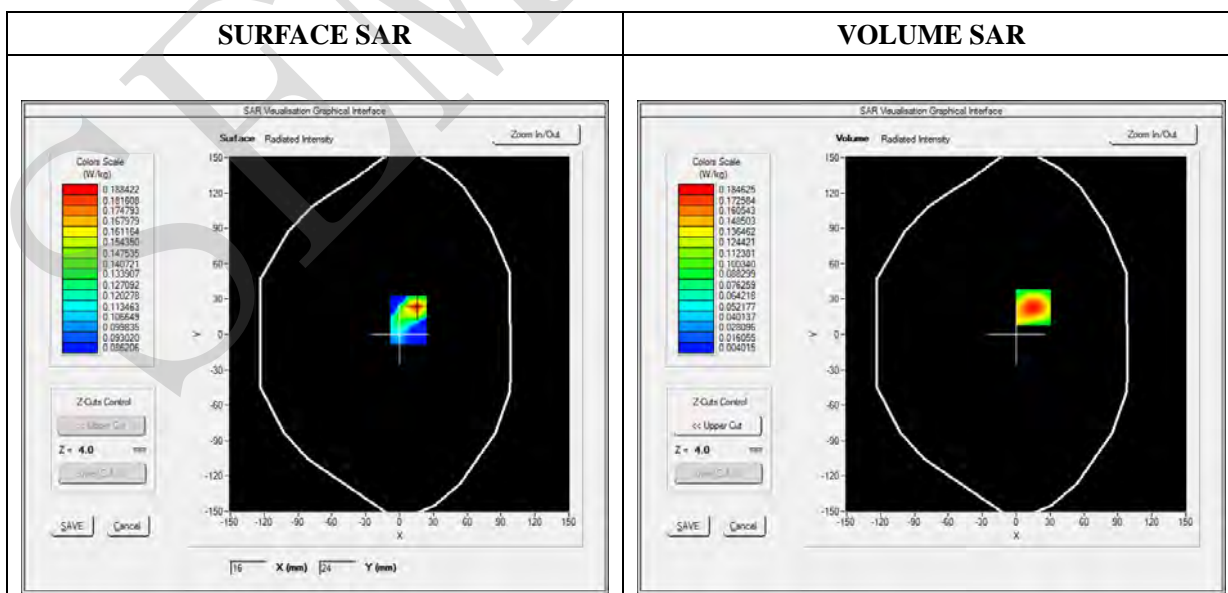 SURFACE SAR
VOLUME SAR
SAR Visualisation Graphical Interface
Surface Radiated Intensity
Zoom In/Out
Colors Scale
(W/kg)
0.188422
0.181608
0.174793
0.167979
0.161164
0.154350
0.147535
0.140721
0.133907
0.127092
0.120278
0.113463
0.106649
0.099835
0.093020
0.086206
150
120
90
60
30
0
-30
-60
-90
-120
-150
Y
-150 -120 -90 -60 -30 0 30 60 90 120 150
X
Z-Cuts Control
<< Upper Cut
Z = 4.0 mm
SAVE Cancel
16 X (mm) 24 Y (mm)
SAR Visualisation Graphical Interface
Volume Radiated Intensity
Zoom In/Out
Colors Scale
(W/kg)
0.184625
0.172584
0.160543
0.148503
0.136462
0.124421
0.112381
0.100340
0.088299
0.076259
0.064218
0.052177
0.040137
0.028096
0.016055
0.004015
150
120
90
60
30
0
-30
-60
-90
-120
-150
Y
-150 -120 -90 -60 -30 0 30 60 90 120 150
X
Z-Cuts Control
<< Upper Cut
Z = 4.0 mm
SAVE Cancel